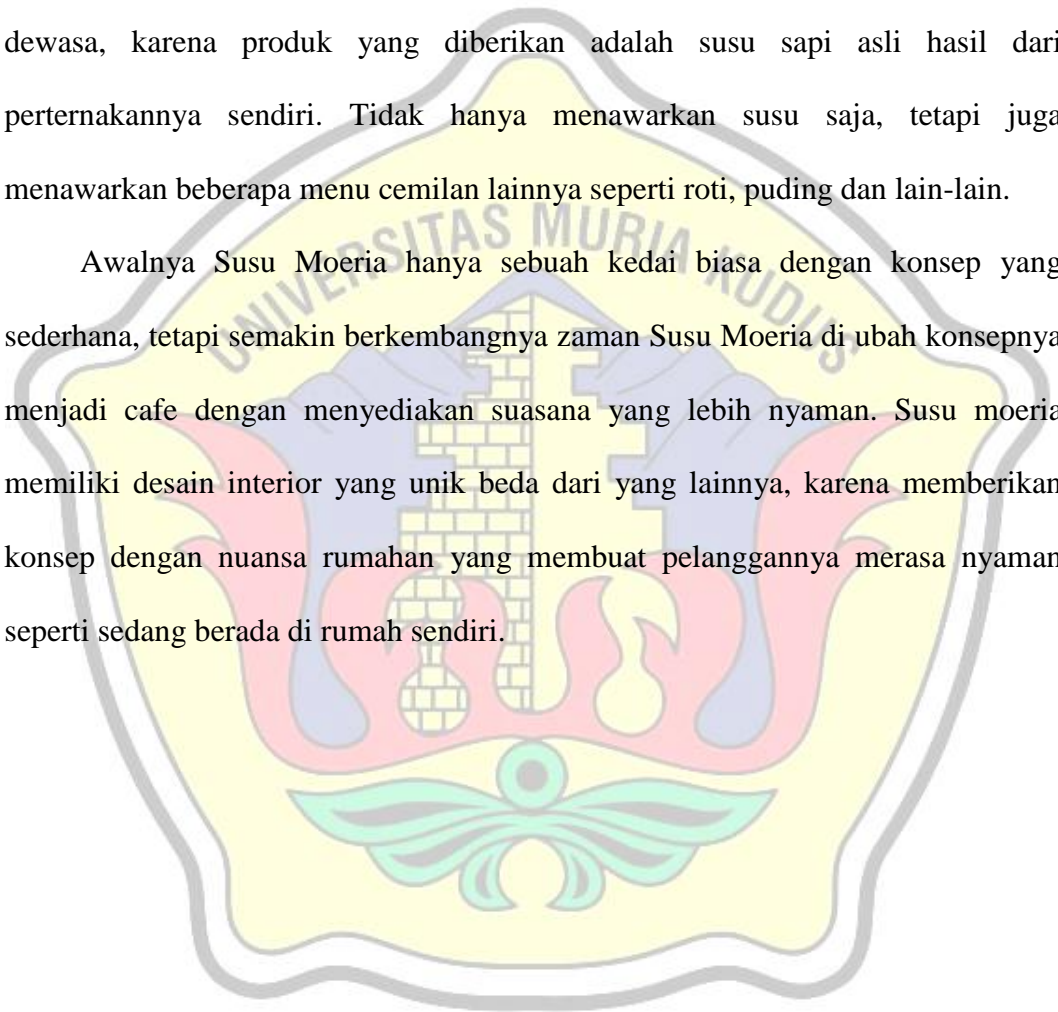 dewasa, karena produk yang diberikan adalah susu sapi asli hasil dari
perternakannya sendiri. Tidak hanya menawarkan susu saja, tetapi juga
menawarkan beberapa menu cemilan lainnya seperti roti, puding dan lain-lain.
UNIVERSITAS MURIA KUDUS
Awalnya Susu Moeria hanya sebuah kedai biasa dengan konsep yang
sederhana, tetapi semakin berkembangnya zaman Susu Moeria di ubah konsepnya
menjadi cafe dengan menyediakan suasana yang lebih nyaman. Susu moeria
memiliki desain interior yang unik beda dari yang lainnya, karena memberikan
konsep dengan nuansa rumahan yang membuat pelanggannya merasa nyaman
seperti sedang berada di rumah sendiri.